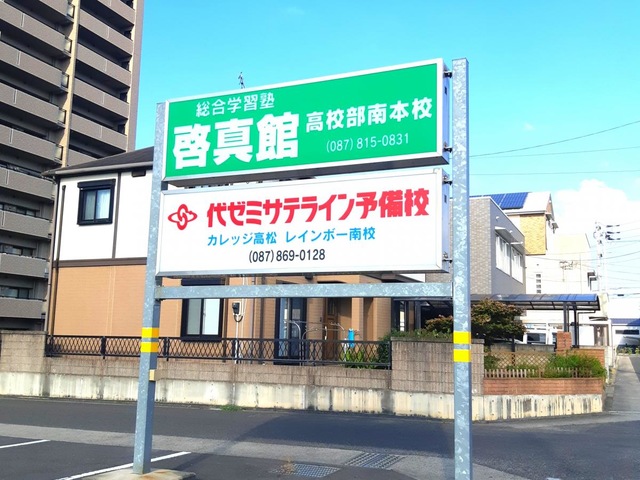 総合学習塾
啓真館 高校部南本校
(087) 815-0831
代ゼミサテライン予備校
カレッジ高松 レインボー南校
(087) 869-0128